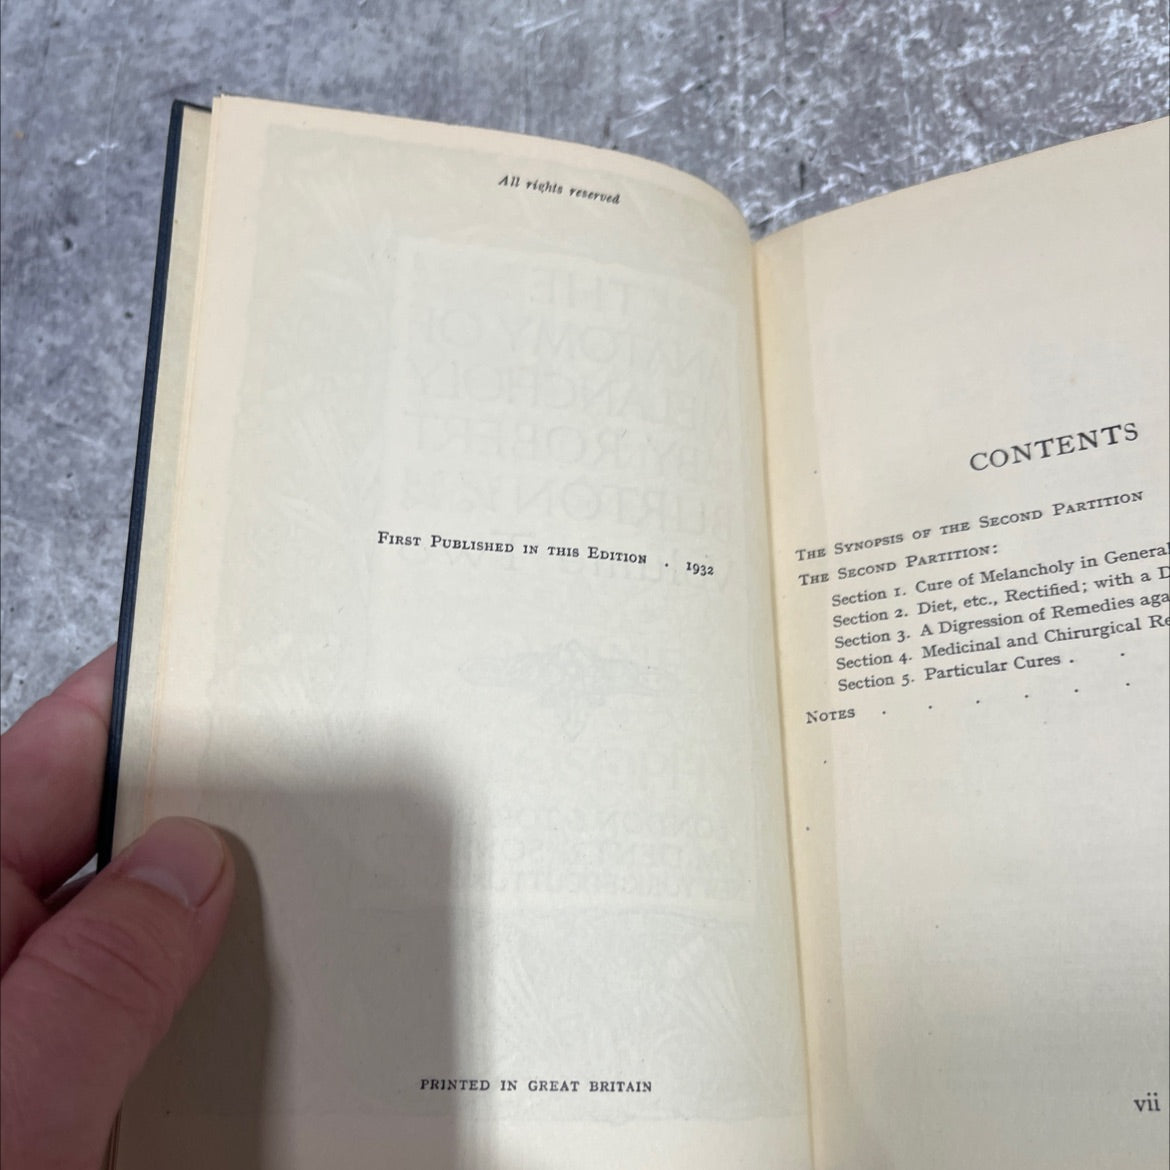 All rights reserved
FIRST PUBLISHED IN THIS EDITION . 1932
PRINTED IN GREAT BRITAIN
CONTENTS
THE SYNOPSIS OF THE SECOND PARTITION
THE SECOND PARTITION:
Section 1. Cure of Melancholy in General
Section 2. Diet, etc., Rectified; with a D
Section 3. A Digression of Remedies aga
Section 4. Medicinal and Chirurgical Re
Section 5. Particular Cures . .
NOTES . . . . . .
vii